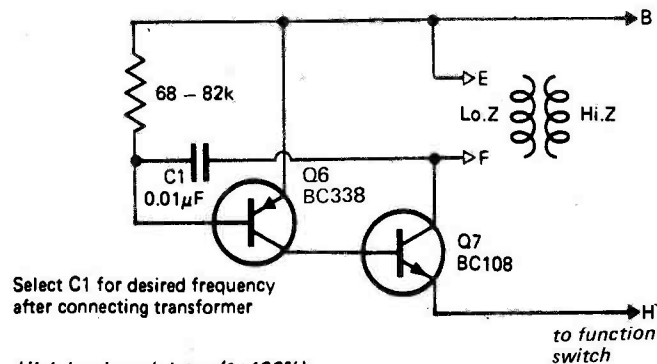 B
68 – 82k
E
Lo.Z
Hi.Z
F
C1
0.01µF
Q6
BC338
Q7
BC108
Select C1 for desired frequency
after connecting transformer
H
to function
switch